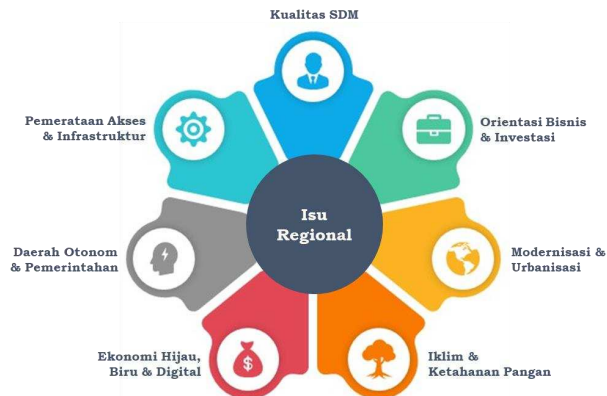 Kualitas SDM
Pemerataan Akses
& Infrastruktur
Orientasi Bisnis
& Investasi
Isu
Regional
Daerah Otonom
& Pemerintahan
Modernisasi &
Urbanisasi
Ekonomi Hijau,
Biru & Digital
$
Iklim &
Ketahanan Pangan